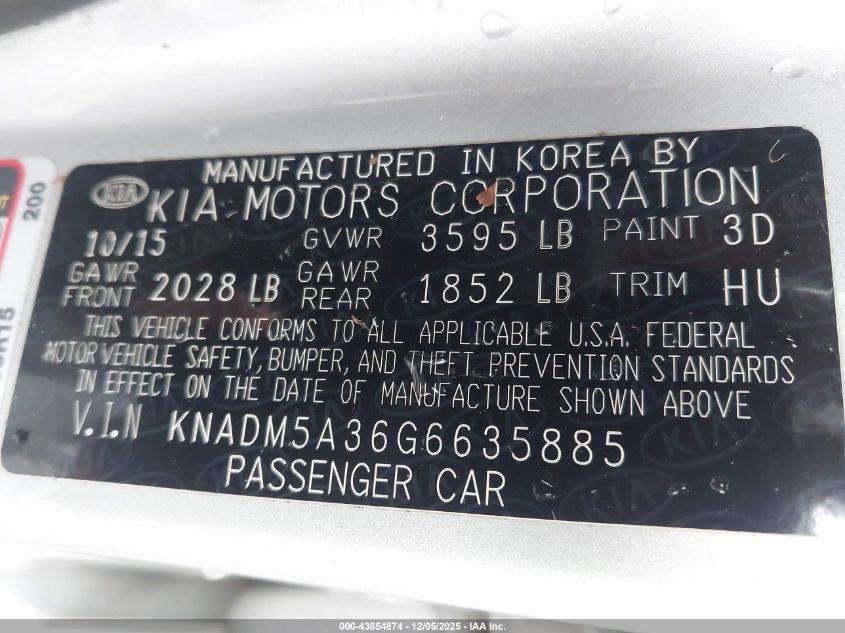 MANUFACTURED IN KOREA BY
KIA KIA MOTORS CORPORATION
10/15 GVWR 3595 LB PAINT 3D
GAWR FRONT 2028 LB GAWR REAR 1852 LB TRIM HU
THIS VEHICLE CONFORMS TO ALL APPLICABLE U.S.A. FEDERAL
MOTOR VEHICLE SAFETY, BUMPER, AND THEFT PREVENTION STANDARDS
IN EFFECT ON THE DATE OF MANUFACTURE SHOWN ABOVE
V.I.N KNADM5A36G6635885
PASSENGER CAR
200
R15
000-43854874 - 12/05/2025 - IAA Inc.